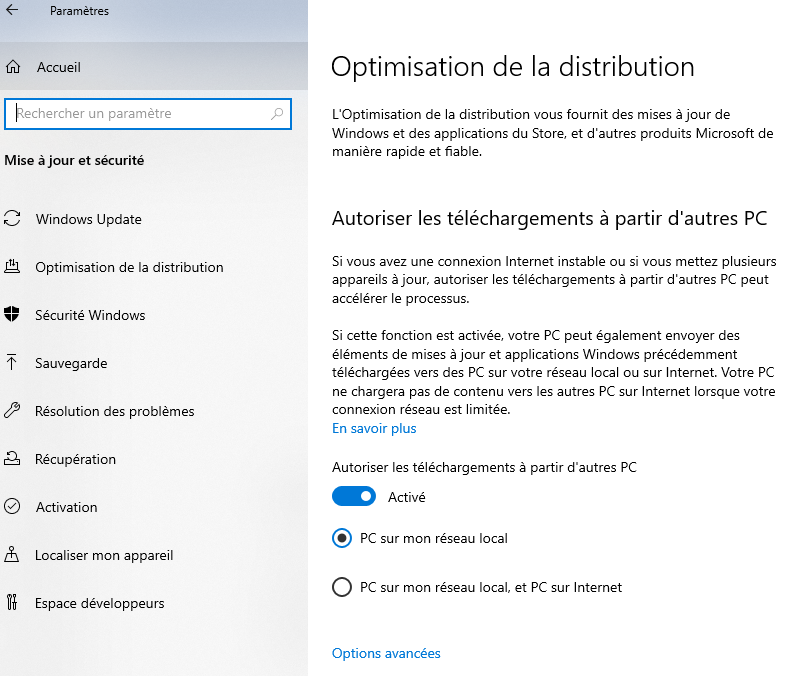 Paramètres
Accueil
Rechercher un paramètre
Mise à jour et sécurité
Windows Update
Optimisation de la distribution
Sécurité Windows
Sauvegarde
Résolution des problèmes
Récupération
Activation
Localiser mon appareil
Espace développeurs
Optimisation de la distribution
L'Optimisation de la distribution vous fournit des mises à jour de
Windows et des applications du Store, et d'autres produits Microsoft de
manière rapide et fiable.
Autoriser les téléchargements à partir d'autres PC
Si vous avez une connexion Internet instable ou si vous mettez plusieurs
appareils à jour, autoriser les téléchargements à partir d'autres PC peut
accélérer le processus.
Si cette fonction est activée, votre PC peut également envoyer des
éléments de mises à jour et applications Windows précédemment
téléchargées vers des PC sur votre réseau local ou sur Internet. Votre PC
ne chargera pas de contenu vers les autres PC sur Internet lorsque votre
connexion réseau est limitée.
En savoir plus
Autoriser les téléchargements à partir d'autres PC
Activé
PC sur mon réseau local
PC sur mon réseau local, et PC sur Internet
Options avancées